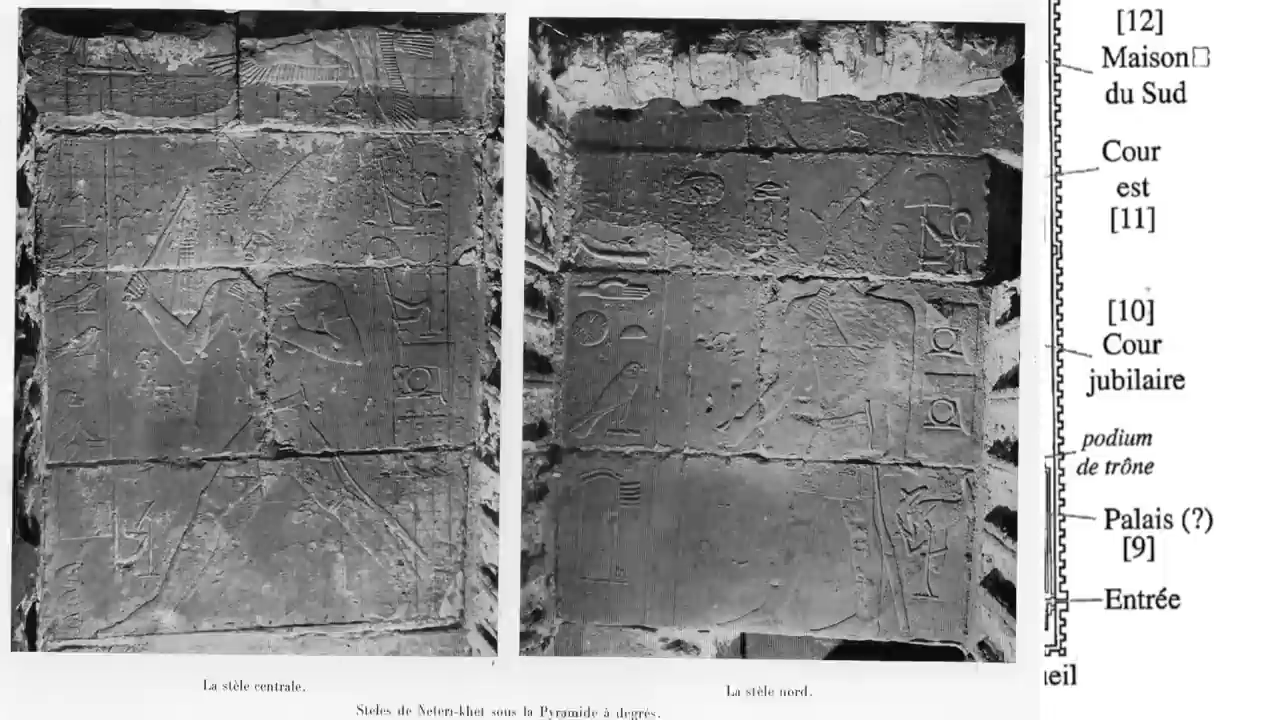 La stèle centrale.
La stèle nord.
Steles de Neteri-khet sous la Pyramide à degrés.
[12]
Maison
du Sud
Cour
est
[11]
[10]
Cour
jubilaire
podium
de trône
Palais (?)
[9]
Entrée